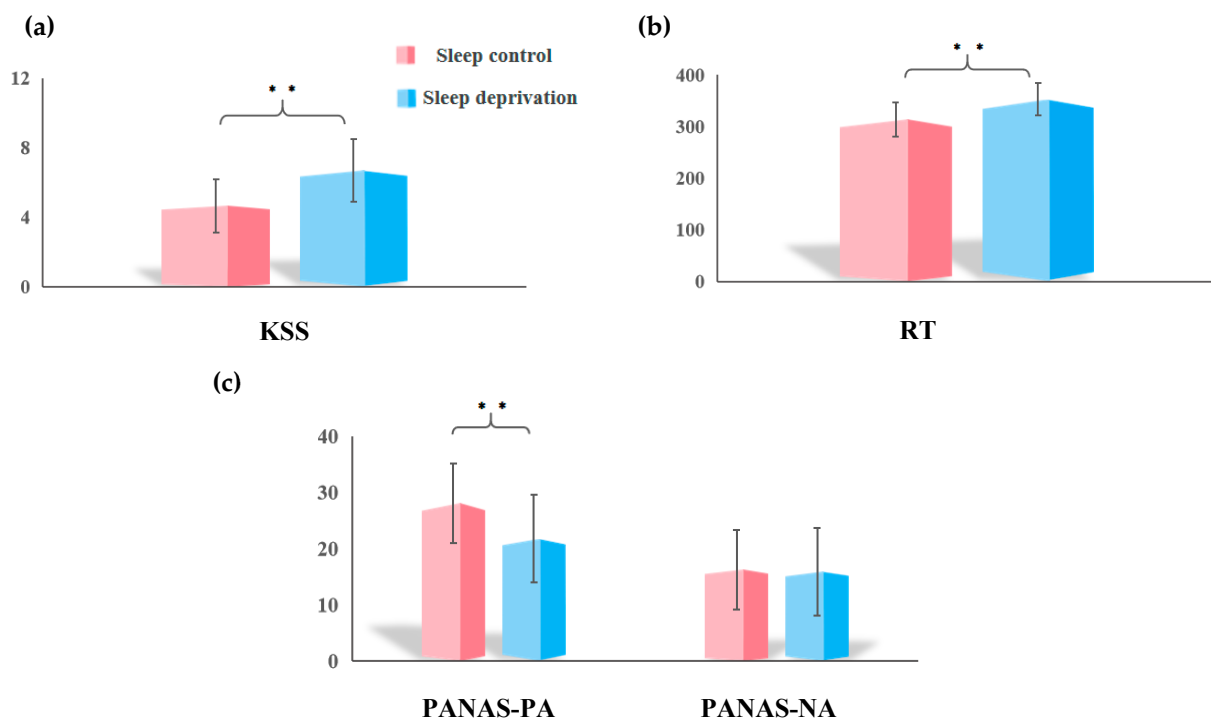 (a)
Sleep control
Sleep deprivation
* *
12
8
4
0
KSS
(b)
* *
400
300
200
100
0
RT
(c)
* *
40
30
20
10
0
PANAS-PA
PANAS-NA